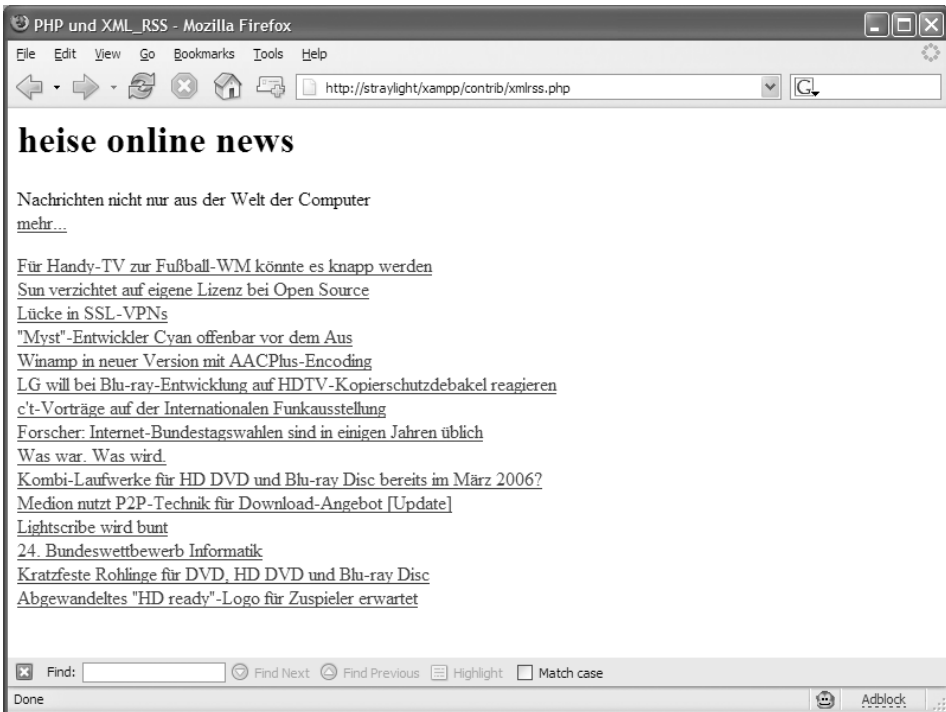 PHP und XML_RSS - Mozilla Firefox
File Edit View Go Bookmarks Tools Help
http://straylight/xampp/contrib/xmlrss.php G
heise online news
Nachrichten nicht nur aus der Welt der Computer
mehr...
Für Handy-TV zur Fußball-WM könnte es knapp werden
Sun verzichtet auf eigene Lizenz bei Open Source
Lücke in SSL-VPNs
"Myst"-Entwickler Cyan offenbar vor dem Aus
Winamp in neuer Version mit AACPlus-Encoding
LG will bei Blu-ray-Entwicklung auf HDTV-Kopierschutzdebakel reagieren
c't-Vorträge auf der Internationalen Funkausstellung
Forscher: Internet-Bundestagswahlen sind in einigen Jahren üblich
Was war. Was wird.
Kombi-Laufwerke für HD DVD und Blu-ray Disc bereits im März 2006?
Medion nutzt P2P-Technik für Download-Angebot [Update]
Lightscribe wird bunt
24. Bundeswettbewerb Informatik
Kratzfeste Rohlinge für DVD, HD DVD und Blu-ray Disc
Abgewandeltes "HD ready"-Logo für Zuspieler erwartet
Find: Find Next Find Previous Highlight Match case
Done Adblock